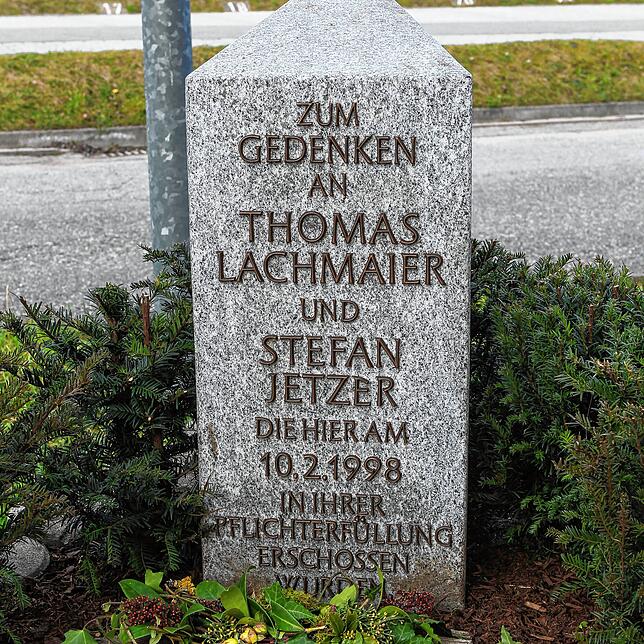 ZUM
GEDENKEN
AN
THOMAS
LACHMAIER
UND
STEFAN
JETZER
DIE HIER AM
10.2.1998
IN IHRER
PFLICHTERFÜLLUNG
ERSCHOSSEN
WURDEN